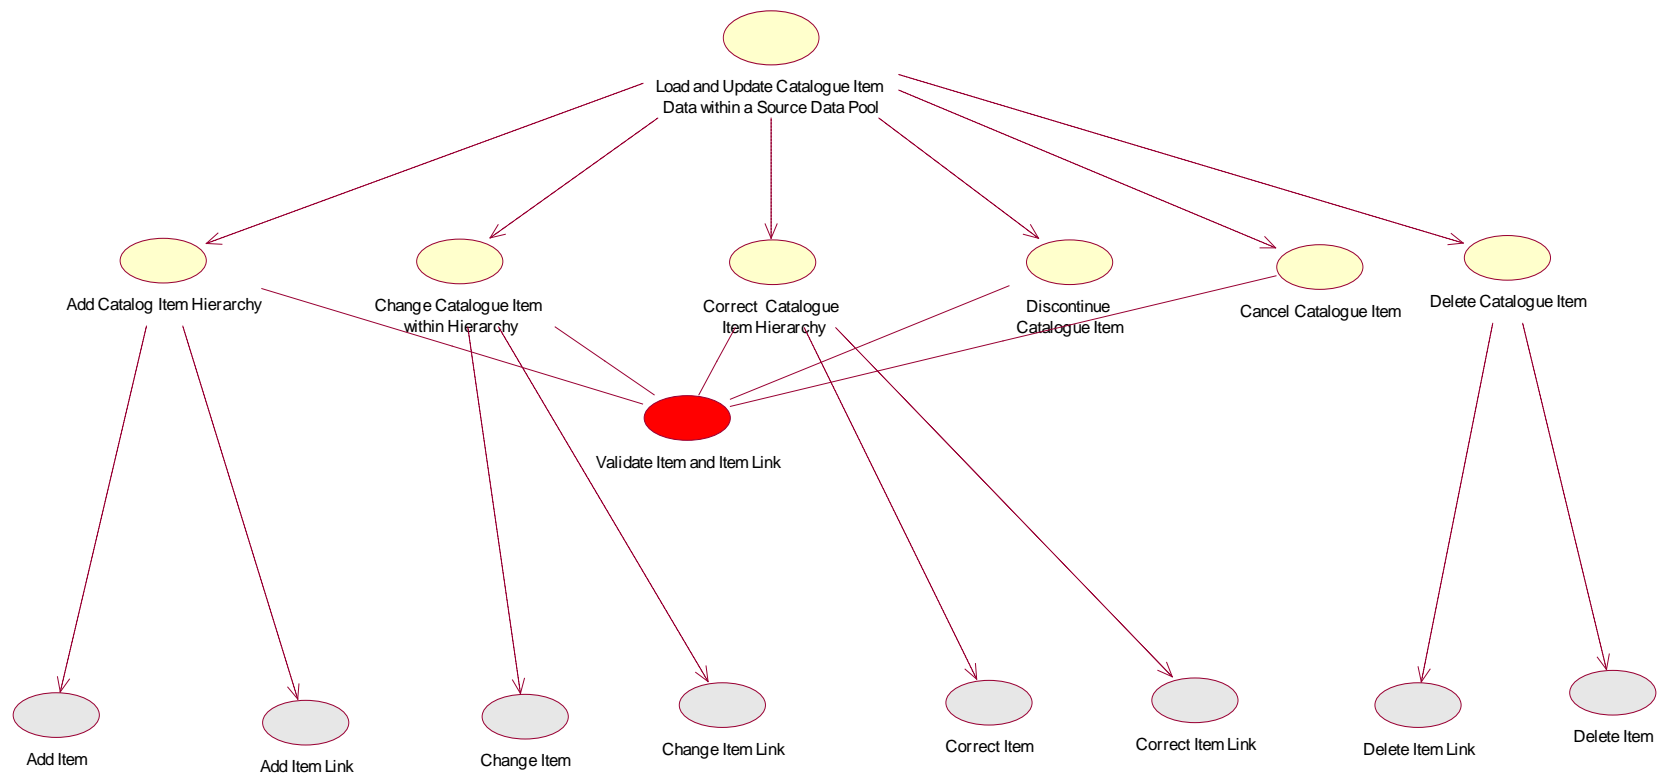 Load and Update Catalogue Item
Data within a Source Data Pool
Add Catalog Item Hierarchy
Change Catalogue Item
within Hierarchy
Correct Catalogue
Item Hierarchy
Discontinue
Catalogue Item
Cancel Catalogue Item
Delete Catalogue Item
Validate Item and Item Link
Add Item
Add Item Link
Change Item
Change Item Link
Correct Item
Correct Item Link
Delete Item Link
Delete Item